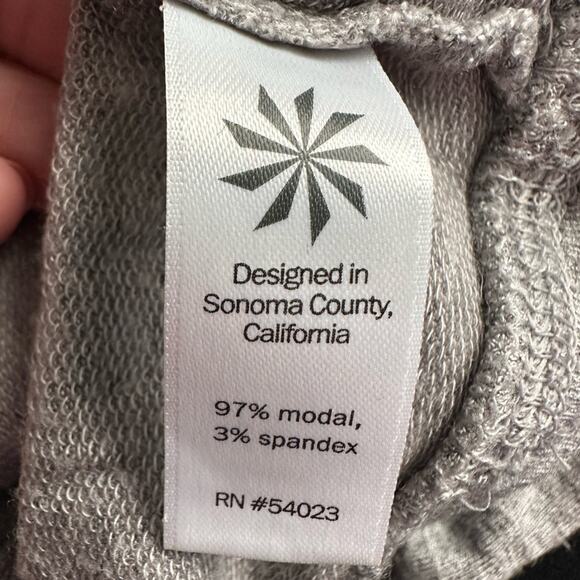 Designed in
Sonoma County,
California
97% modal,
3% spandex
RN #54023